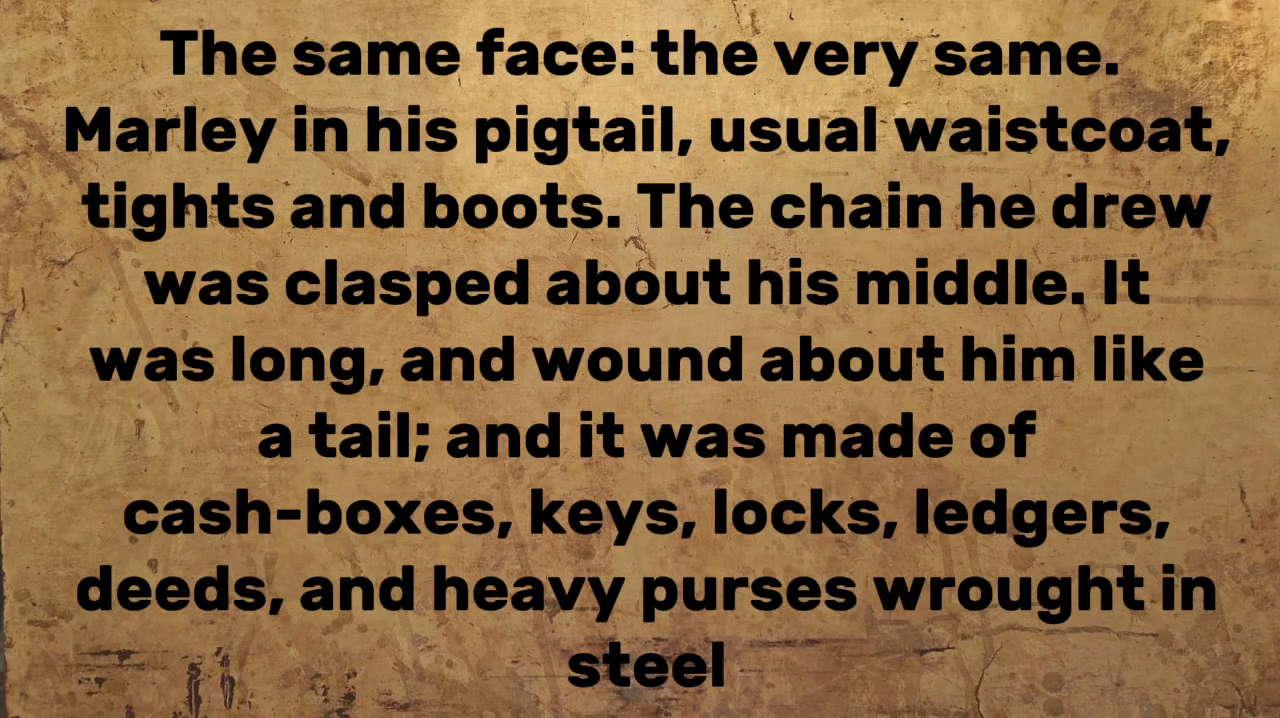 The same face: the very same.
Marley in his pigtail, usual waistcoat,
tights and boots. The chain he drew
was clasped about his middle. It
was long, and wound about him like
a tail; and it was made of
cash-boxes, keys, locks, ledgers,
deeds, and heavy purses wrought in
steel